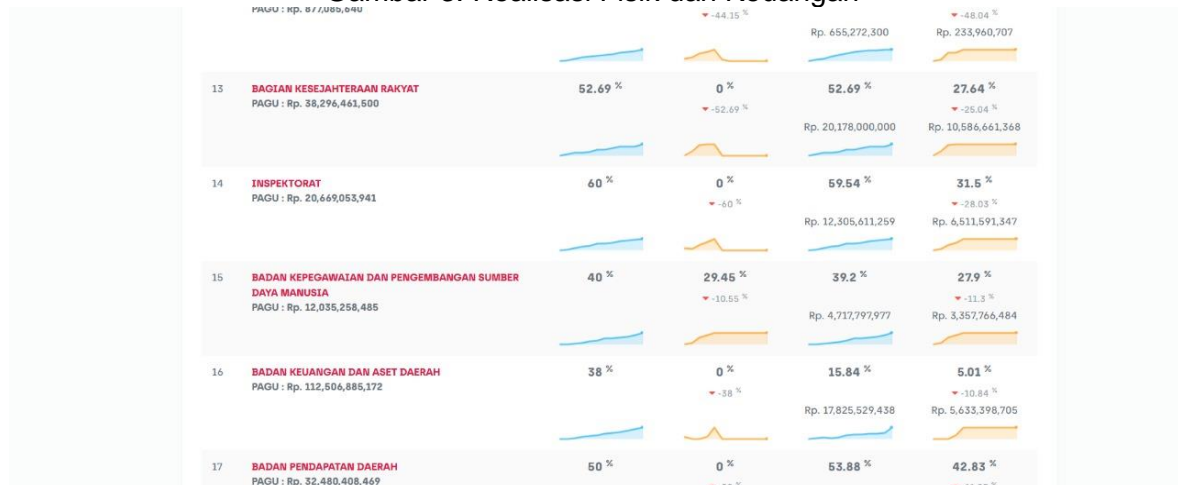 Gambar 3. Realisasi Fisik dan Keuangan
PAGU : Rp. 877,085,640
-44.15 %
-48.04 %
Rp. 655,272,300 Rp. 233,960,707
13 BAGIAN KESEJAHTERAAN RAKYAT 52.69 % 0 % 52.69 % 27.64 %
PAGU : Rp. 38,296,461,500 -52.69 % -25.04 %
Rp. 20,178,000,000 Rp. 10,586,661,368
14 INSPEKTORAT 60 % 0 % 59.54 % 31.5 %
PAGU : Rp. 20,669,053,941 -60 % -28.03 %
Rp. 12,305,611,259 Rp. 6,511,591,347
15 BADAN KEPEGAWAIAN DAN PENGEMBANGAN SUMBER 40 % 29.45 % 39.2 % 27.9 %
DAYA MANUSIA -10.55 % -11.3 %
PAGU : Rp. 12,035,258,485 Rp. 4,717,797,977 Rp. 3,357,766,484
16 BADAN KEUANGAN DAN ASET DAERAH 38 % 0 % 15.84 % 5.01 %
PAGU : Rp. 112,506,885,172 -38 % -10.84 %
Rp. 17,825,529,438 Rp. 5,633,398,705
17 BADAN PENDAPATAN DAERAH 50 % 0 % 53.88 % 42.83 %
PAGU : Rp. 32,480,408,469